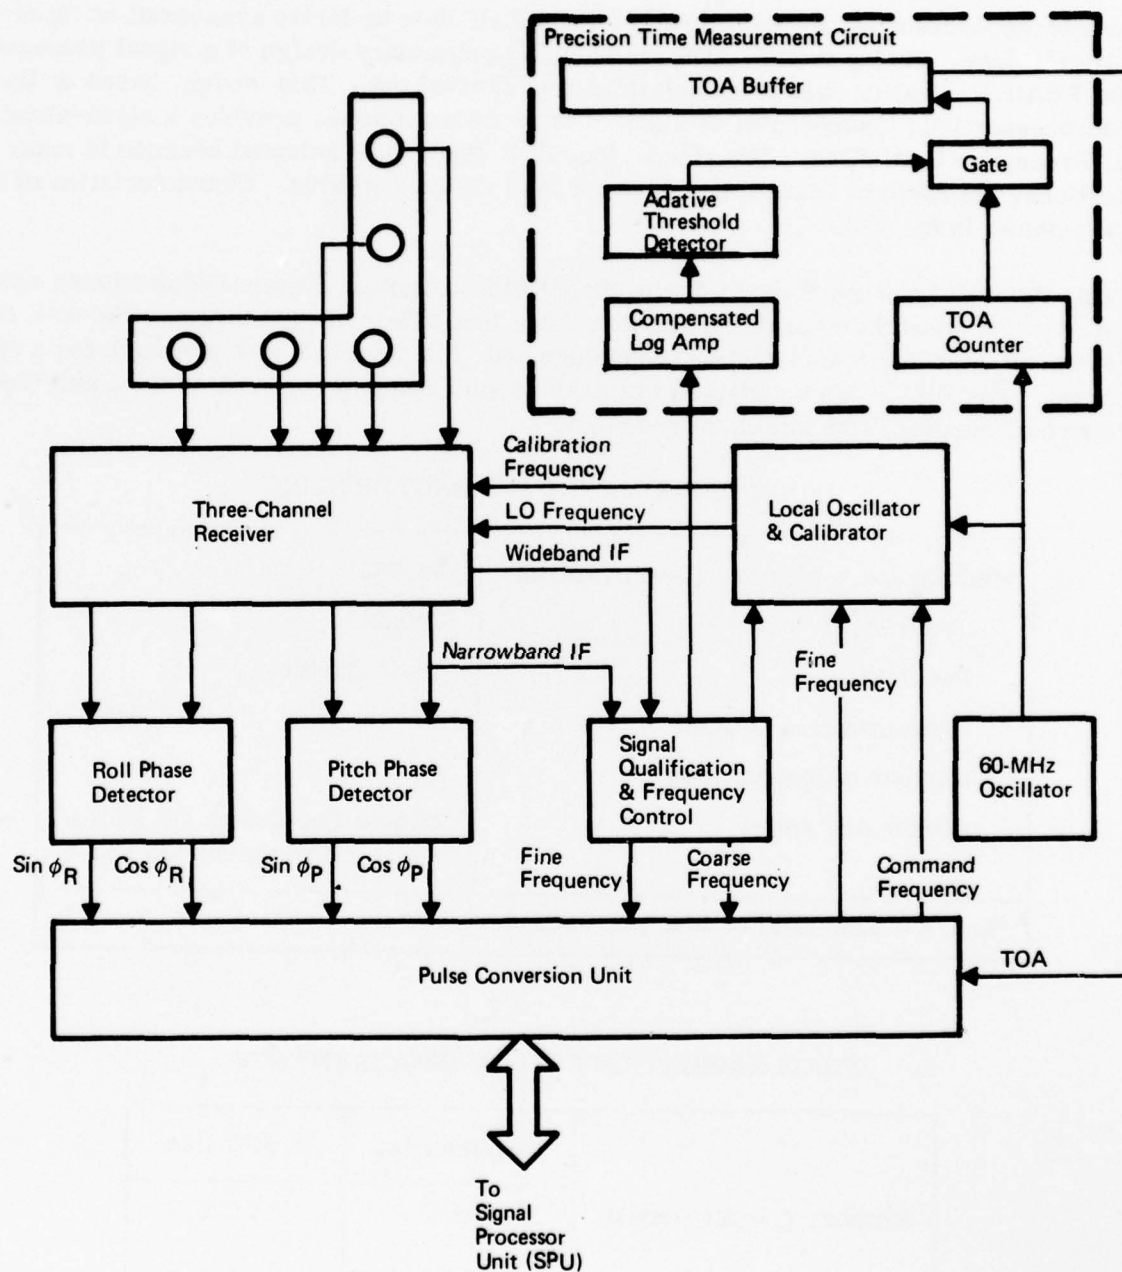 Precision Time Measurement Circuit
TOA Buffer
Gate
Adative
Threshold
Detector
Compensated
Log Amp
TOA
Counter
Calibration
Frequency
LO Frequency
Wideband IF
Three-Channel
Receiver
Local Oscillator
& Calibrator
Narrowband IF
Fine
Frequency
Roll Phase
Detector
Pitch Phase
Detector
Signal
Qualification
& Frequency
Control
60-MHz
Oscillator
Sin ϕR
Cos ϕR
Sin ϕP
Cos ϕP
Fine
Frequency
Coarse
Frequency
Command
Frequency
TOA
Pulse Conversion Unit
To
Signal
Processor
Unit (SPU)